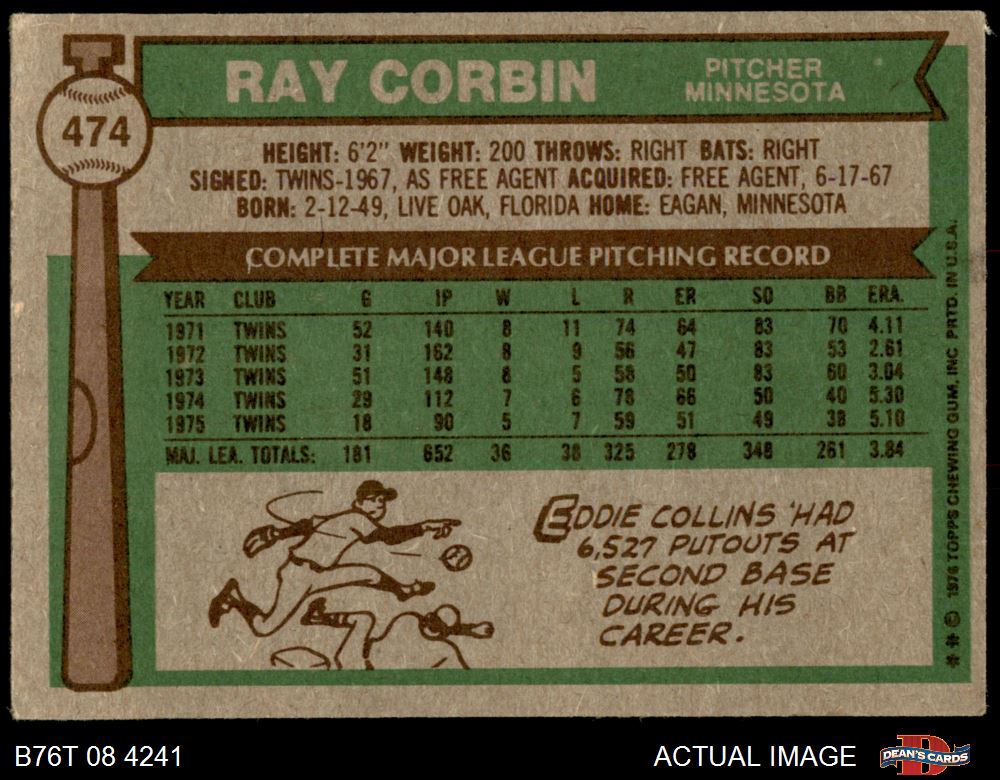 RAY CORBIN
PITCHER
MINNESOTA
474
HEIGHT: 6'2" WEIGHT: 200 THROWS: RIGHT BATS: RIGHT
SIGNED: TWINS-1967, AS FREE AGENT ACQUIRED: FREE AGENT, 6-17-67
BORN: 2-12-49, LIVE OAK, FLORIDA HOME: EAGAN, MINNESOTA
COMPLETE MAJOR LEAGUE PITCHING RECORD
YEAR CLUB G IP W L R ER SO BB ERA.
1971 TWINS 52 140 8 11 74 64 83 70 4.11
1972 TWINS 31 162 8 9 56 47 83 53 2.61
1973 TWINS 51 148 8 5 58 50 83 60 3.04
1974 TWINS 29 112 7 6 78 66 50 40 5.30
1975 TWINS 18 90 5 7 59 51 49 38 5.10
MAJ. LEA. TOTALS: 181 652 36 38 325 278 348 261 3.84
EDDIE COLLINS HAD
6,527 PUTOUTS AT
SECOND BASE
DURING HIS
CAREER.
** © 1976 TOPPS CHEWING GUM, INC. PRTD. IN U.S.A.
B76T 08 4241
ACTUAL IMAGE
D
DEAN'S CARDS